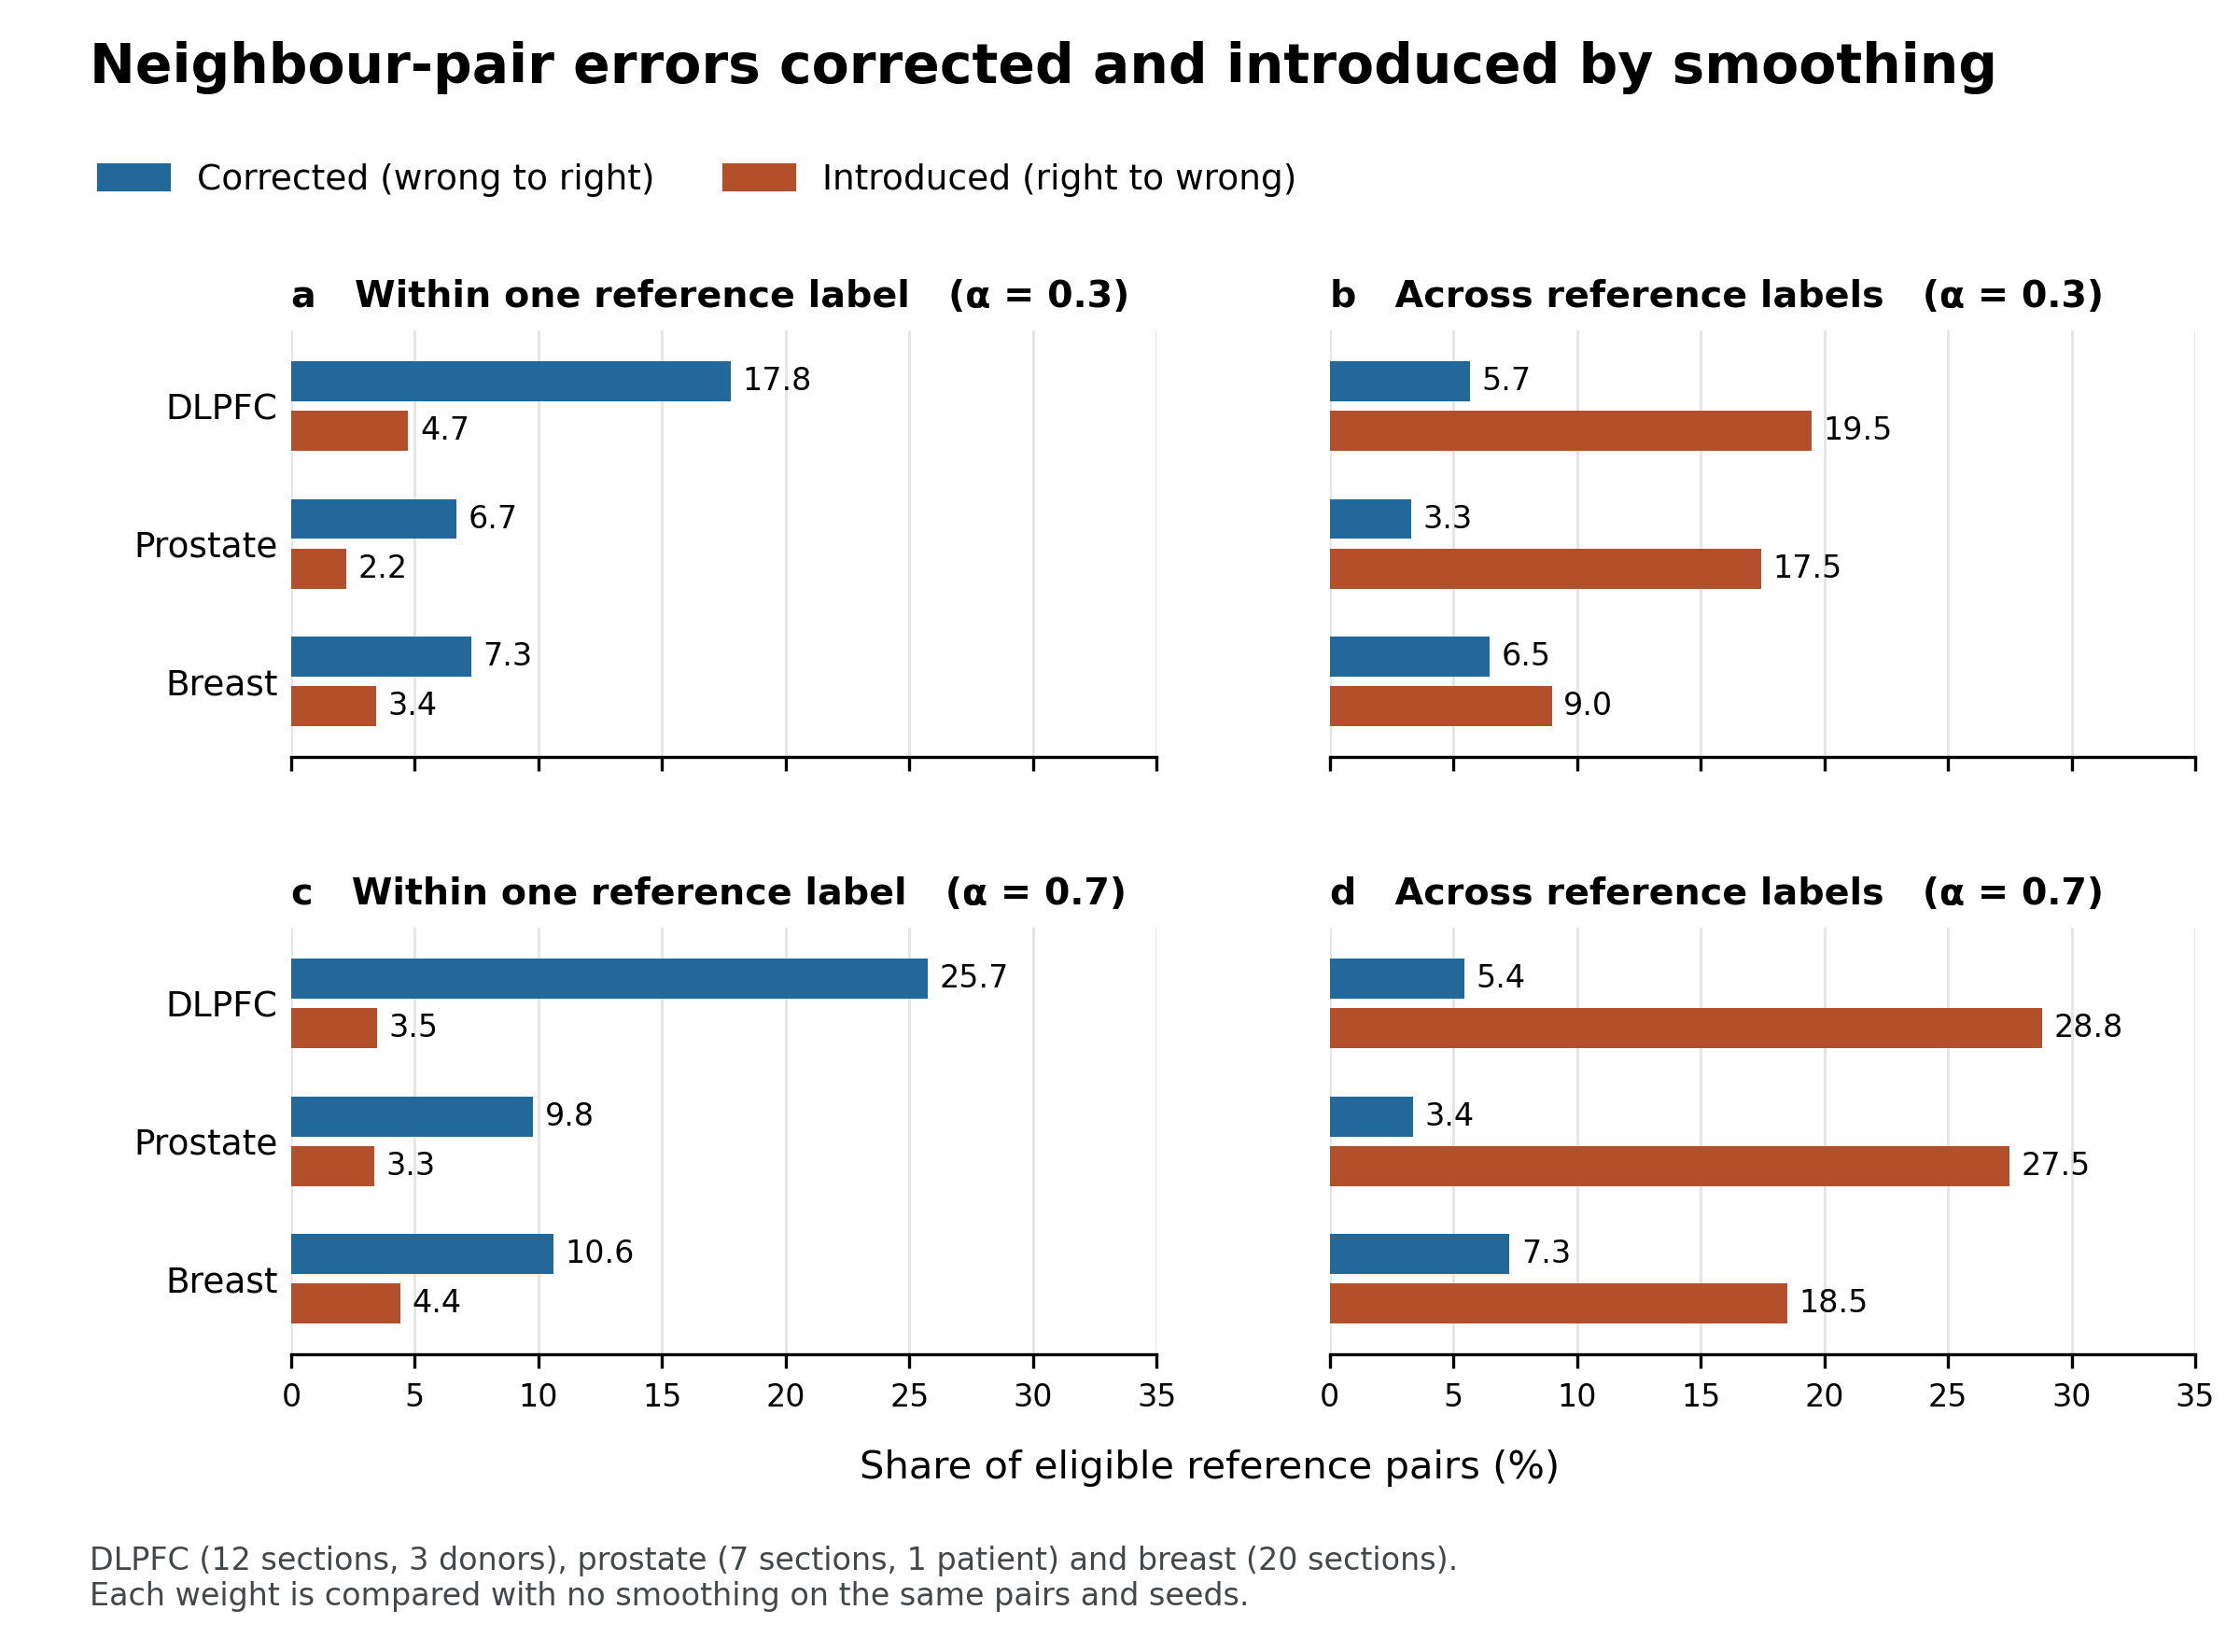 Neighbour-pair errors corrected and introduced by smoothing
Corrected (wrong to right) Introduced (right to wrong)
a Within one reference label (α = 0.3)
DLPFC 17.8
4.7
Prostate 6.7
2.2
Breast 7.3
3.4
b Across reference labels (α = 0.3)
5.7
19.5
3.3
17.5
6.5
9.0
c Within one reference label (α = 0.7)
DLPFC 25.7
3.5
Prostate 9.8
3.3
Breast 10.6
4.4
0 5 10 15 20 25 30 35
d Across reference labels (α = 0.7)
5.4
28.8
3.4
27.5
7.3
18.5
0 5 10 15 20 25 30 35
Share of eligible reference pairs (%)
DLPFC (12 sections, 3 donors), prostate (7 sections, 1 patient) and breast (20 sections).
Each weight is compared with no smoothing on the same pairs and seeds.